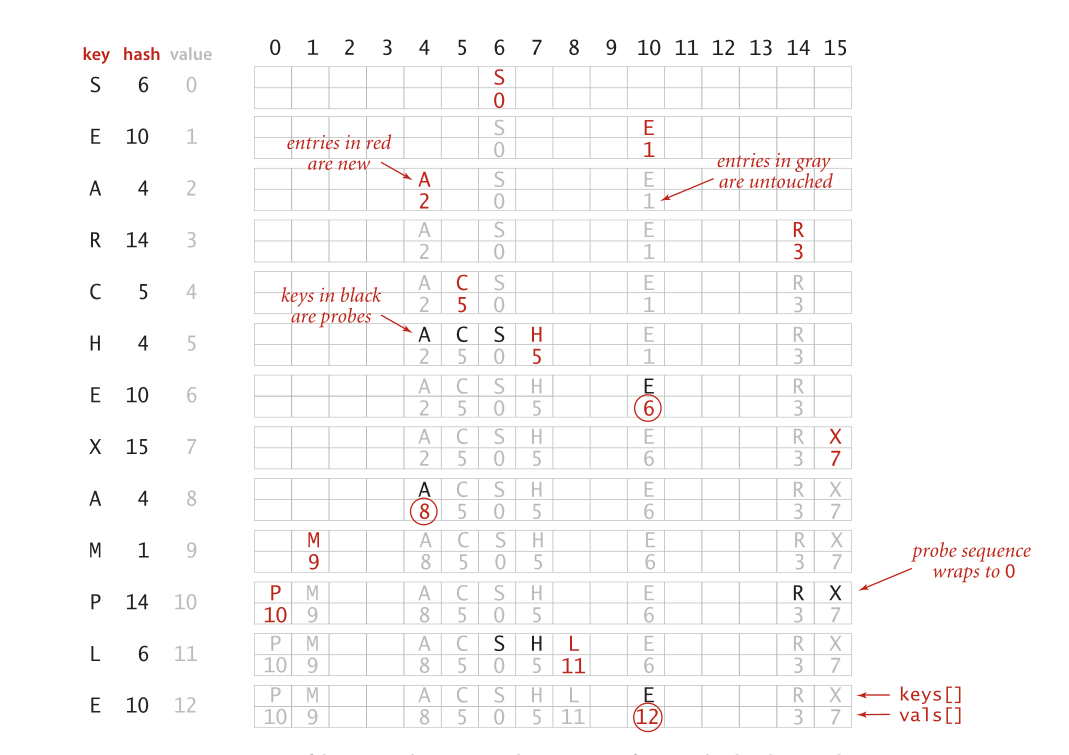 0 1 2 3 4 5 6 7 8 9 10 11 12 13 14 15
key hash value
S 6 0
S
0
E 10 1
S E
0 1
entries in red
are new
entries in gray
are untouched
A 4 2
A S E
2 0 1
R 14 3
A S E R
2 0 1 3
C 5 4
A C S E R
2 5 0 1 3
keys in black
are probes
H 4 5
A C S H E R
2 5 0 5 1 3
E 10 6
A C S H E R
2 5 0 5 6 3
X 15 7
A C S H E R X
2 5 0 5 6 3 7
A 4 8
A C S H E R X
8 5 0 5 6 3 7
M 1 9
M A C S H E R X
9 8 5 0 5 6 3 7
probe sequence
wraps to 0
P 14 10
P M A C S H E R X
10 9 8 5 0 5 6 3 7
L 6 11
P M A C S H L E R X
10 9 8 5 0 5 11 6 3 7
E 10 12
P M A C S H L E R X
10 9 8 5 0 5 11 12 3 7
keys[]
vals[]